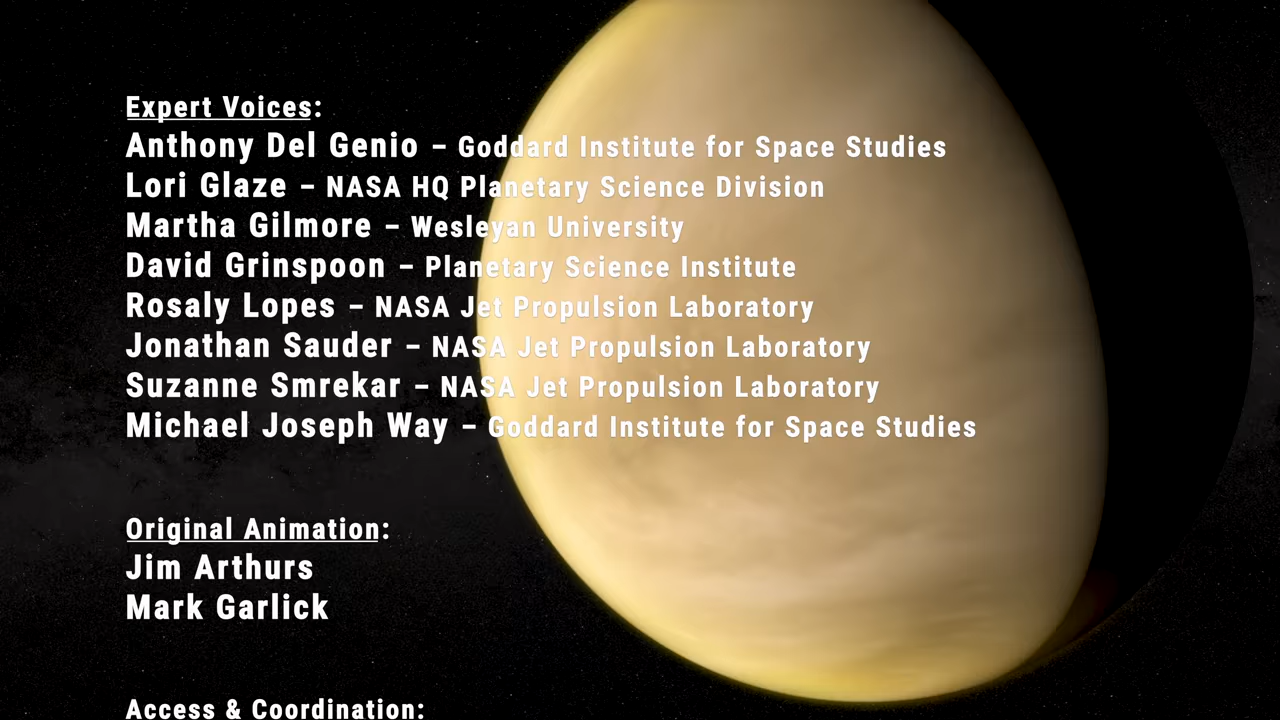 Expert Voices:
Anthony Del Genio – Goddard Institute for Space Studies
Lori Glaze – NASA HQ Planetary Science Division
Martha Gilmore – Wesleyan University
David Grinspoon – Planetary Science Institute
Rosaly Lopes – NASA Jet Propulsion Laboratory
Jonathan Sauder – NASA Jet Propulsion Laboratory
Suzanne Smrekar – NASA Jet Propulsion Laboratory
Michael Joseph Way – Goddard Institute for Space Studies
Original Animation:
Jim Arthurs
Mark Garlick
Access & Coordination: